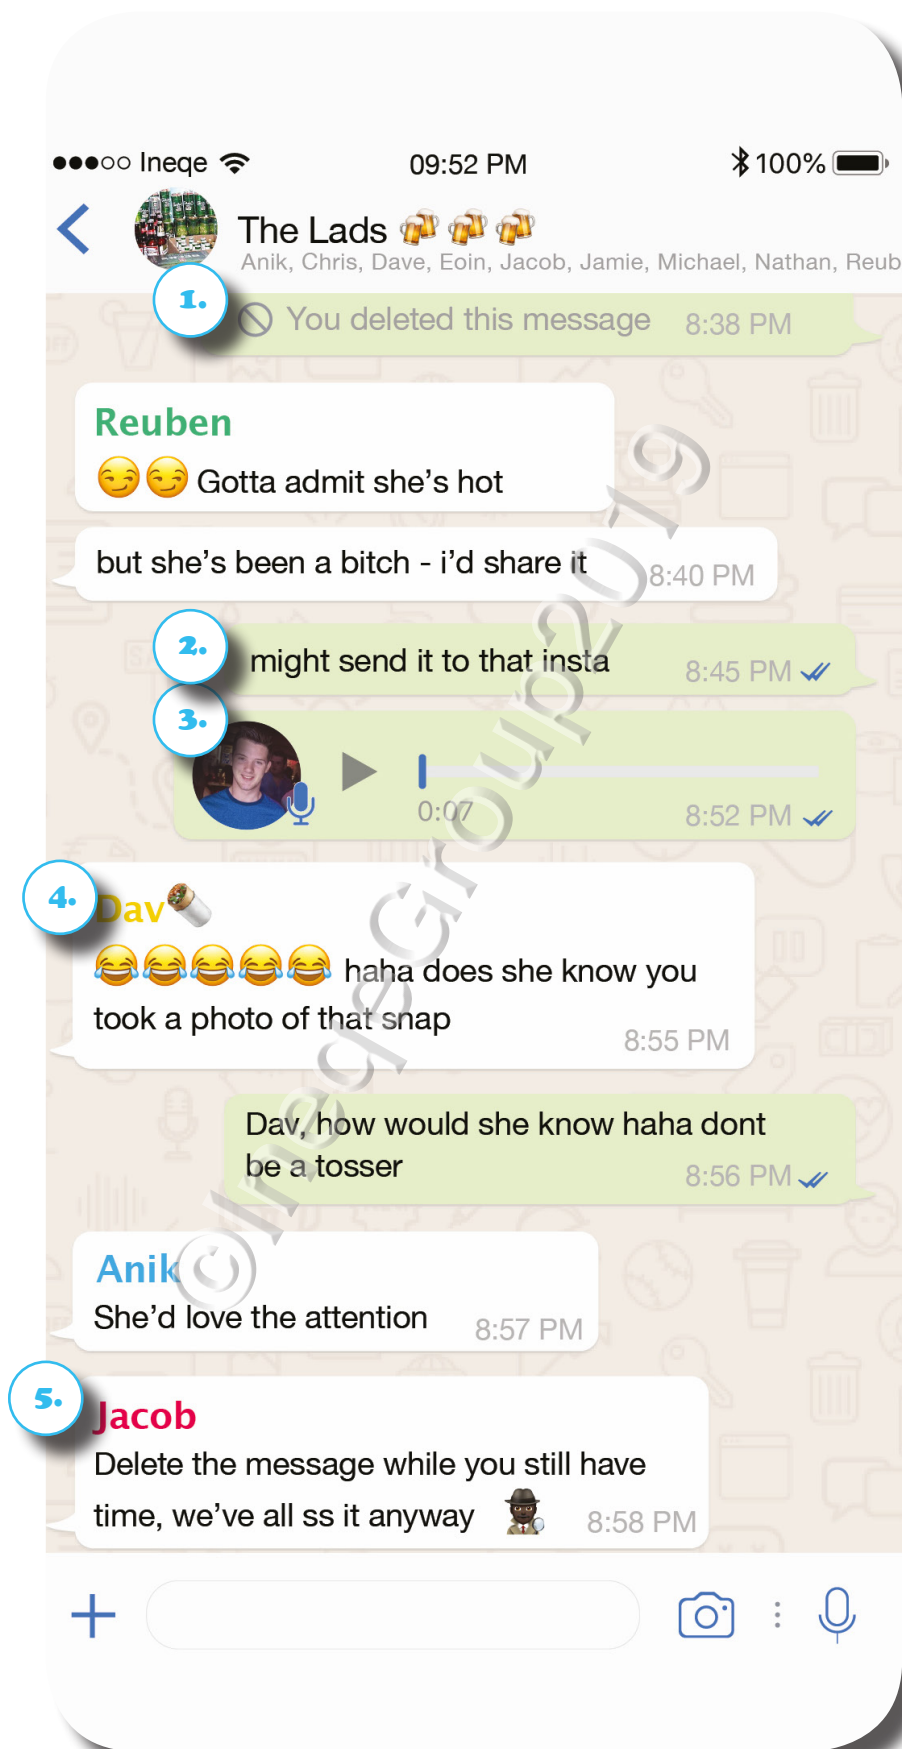 Ineqe 09:52 PM 100%
The Lads
Anik, Chris, Dave, Eoin, Jacob, Jamie, Michael, Nathan, Reub
1.
You deleted this message 8:38 PM
Reuben
😏😏 Gotta admit she's hot
but she's been a bitch - i'd share it
8:40 PM
2.
might send it to that insta 8:45 PM
3.
0:07 8:52 PM
4.
Dav
😂😂😂😂😂 haha does she know you
took a photo of that snap
8:55 PM
Dav, how would she know haha dont
be a tosser
8:56 PM
Anik
She'd love the attention 8:57 PM
5.
Jacob
Delete the message while you still have
time, we've all ss it anyway 8:58 PM
©IneqeGroup2019